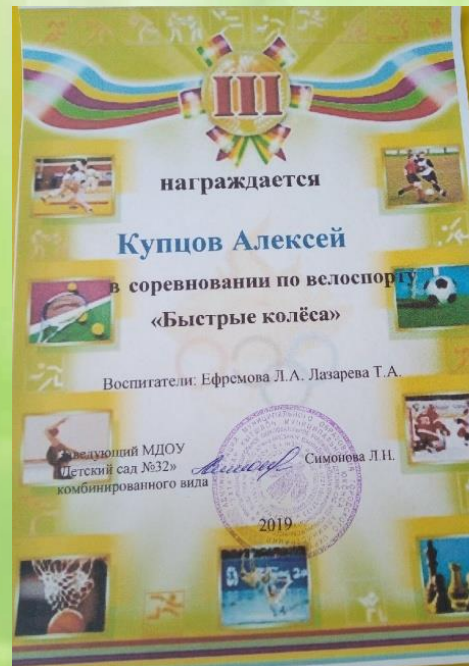 III
награждается
Купцов Алексей
в соревновании по велоспорту
«Быстрые колёса»
Воспитатели: Ефремова Л.А. Лазарева Т.А.
Заведующий МДОУ
«Детский сад №32»
комбинированного вида
Симонова Л.Н.
2019